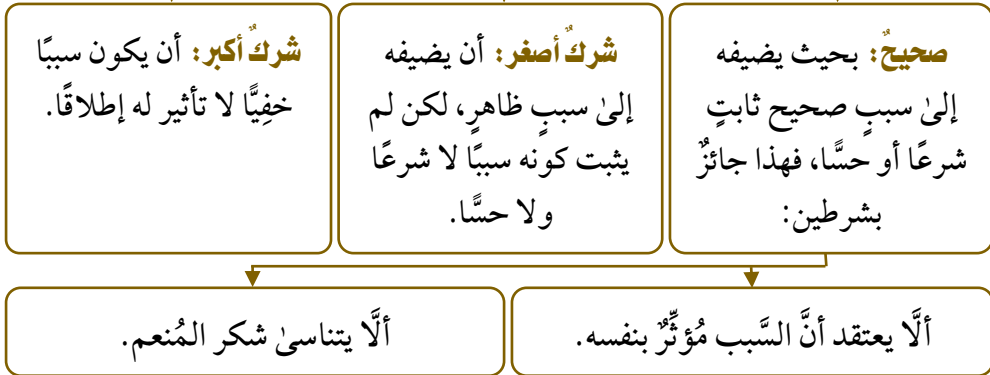 صحيحٌ: بحيث يضيفه
إلىٰ سببٍ صحيح ثابتٍ
شرعًا أو حسًّا، فهذا جائزٌ
بشرطين:
شركٌ أصغر: أن يضيفه
إلىٰ سببٍ ظاهرٍ، لكن لم
يثبت كونه سببًا لا شرعًا
ولا حسًّا.
شركٌ أكبر: أن يكون سببًا
خفِيًّا لا تأثير له إطلاقًا.
ألَّا يعتقد أنَّ السَّبب مُؤثِّرٌ بنفسه.
ألَّا يتناسىٰ شكر المُنعم.